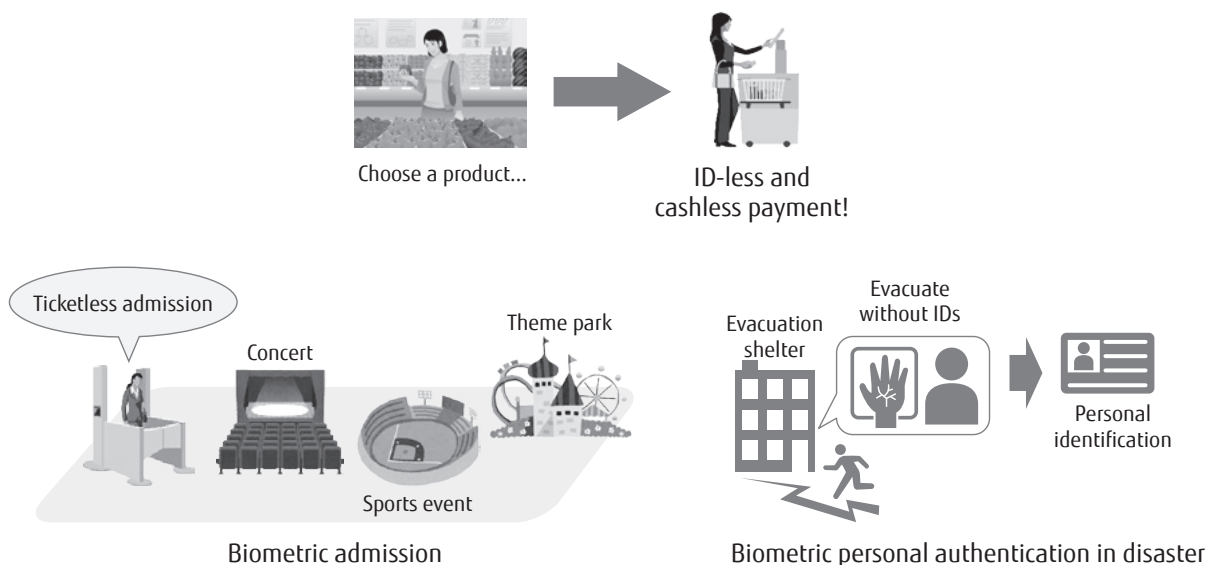 Choose a product...
ID-less and
cashless payment!
Ticketless admission
Concert
Theme park
Sports event
Biometric admission
Evacuation
shelter
Evacuate
without IDs
Personal
identification
Biometric personal authentication in disaster